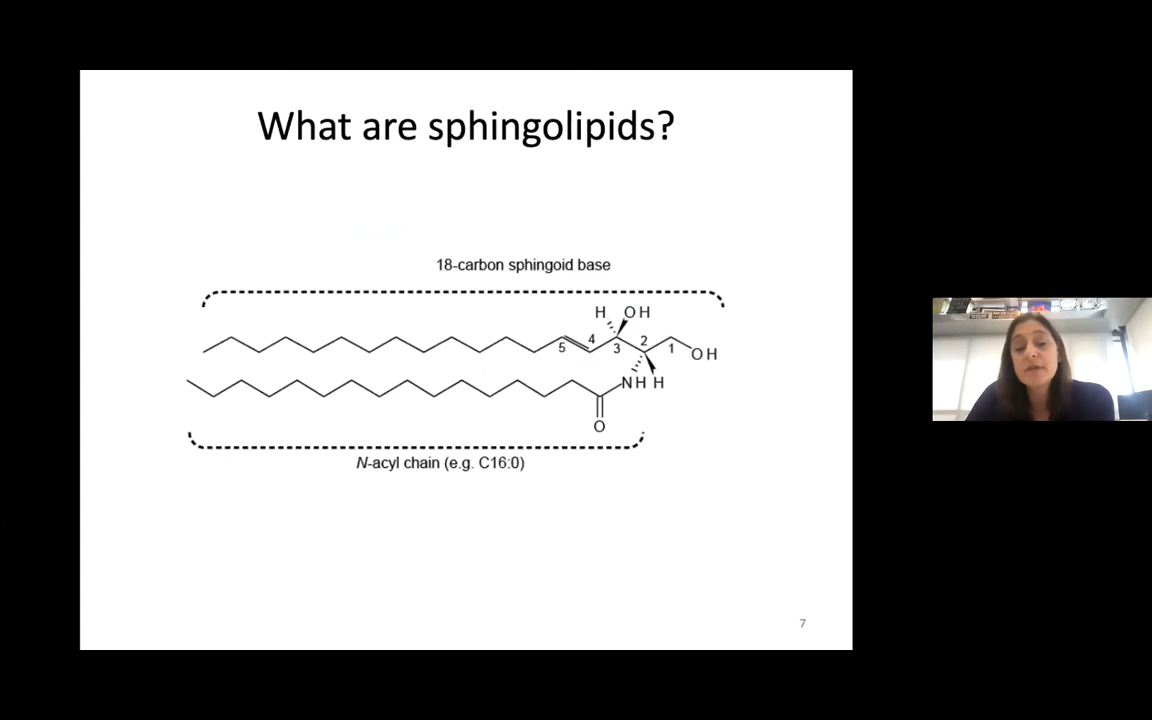 What are sphingolipids?
18-carbon sphingoid base
H OH
5 4 3 2 1 OH
NH H
O
N-acyl chain (e.g. C16:0)
7